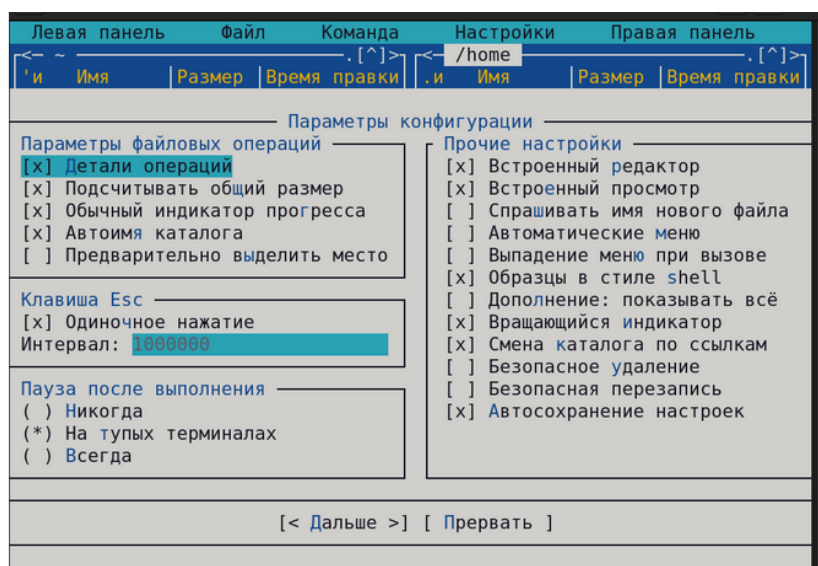 Левая панель Файл Команда Настройки Правая панель
<— ~ .[^]> <— /home .[^]>
'и Имя |Размер |Время правки .и Имя |Размер |Время правки
Параметры конфигурации
Параметры файловых операций
[x] Детали операций
[x] Подсчитывать общий размер
[x] Обычный индикатор прогресса
[x] Автоимя каталога
[ ] Предварительно выделить место
Клавиша Esc
[x] Одиночное нажатие
Интервал: 1000000
Пауза после выполнения
( ) Никогда
(*) На тупых терминалах
( ) Всегда
Прочие настройки
[x] Встроенный редактор
[x] Встроенный просмотр
[ ] Спрашивать имя нового файла
[ ] Автоматические меню
[ ] Выпадение меню при вызове
[x] Образцы в стиле shell
[ ] Дополнение: показывать всё
[x] Вращающийся индикатор
[x] Смена каталога по ссылкам
[ ] Безопасное удаление
[ ] Безопасная перезапись
[x] Автосохранение настроек
[< Дальше >] [ Прервать ]